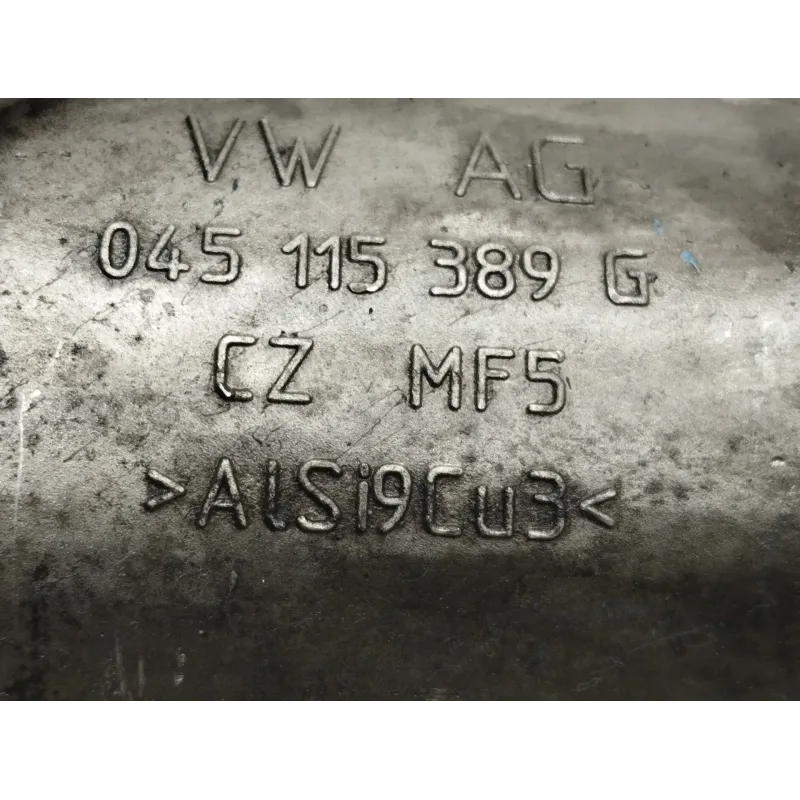 VW AG
045 115 389 G
CZ MF5
>AlSi9Cu3<